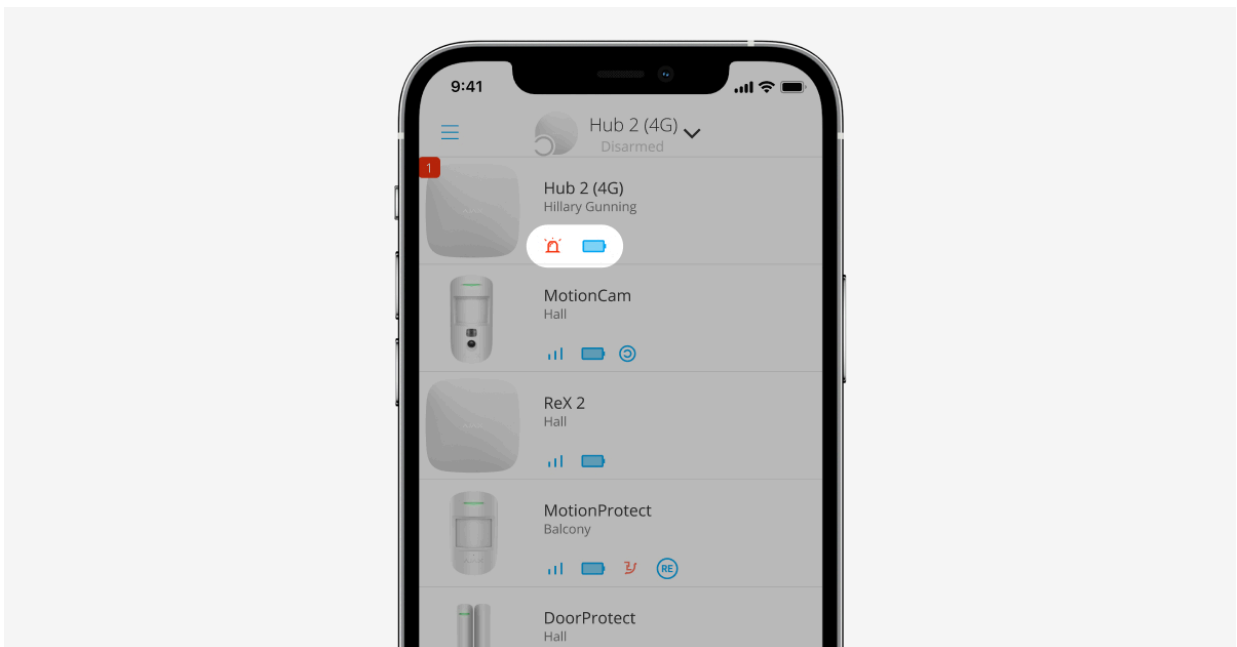 9:41
Hub 2 (4G)
Disarmed
1
Hub 2 (4G)
Hillary Gunning
MotionCam
Hall
ReX 2
Hall
MotionProtect
Balcony
RE
DoorProtect
Hall